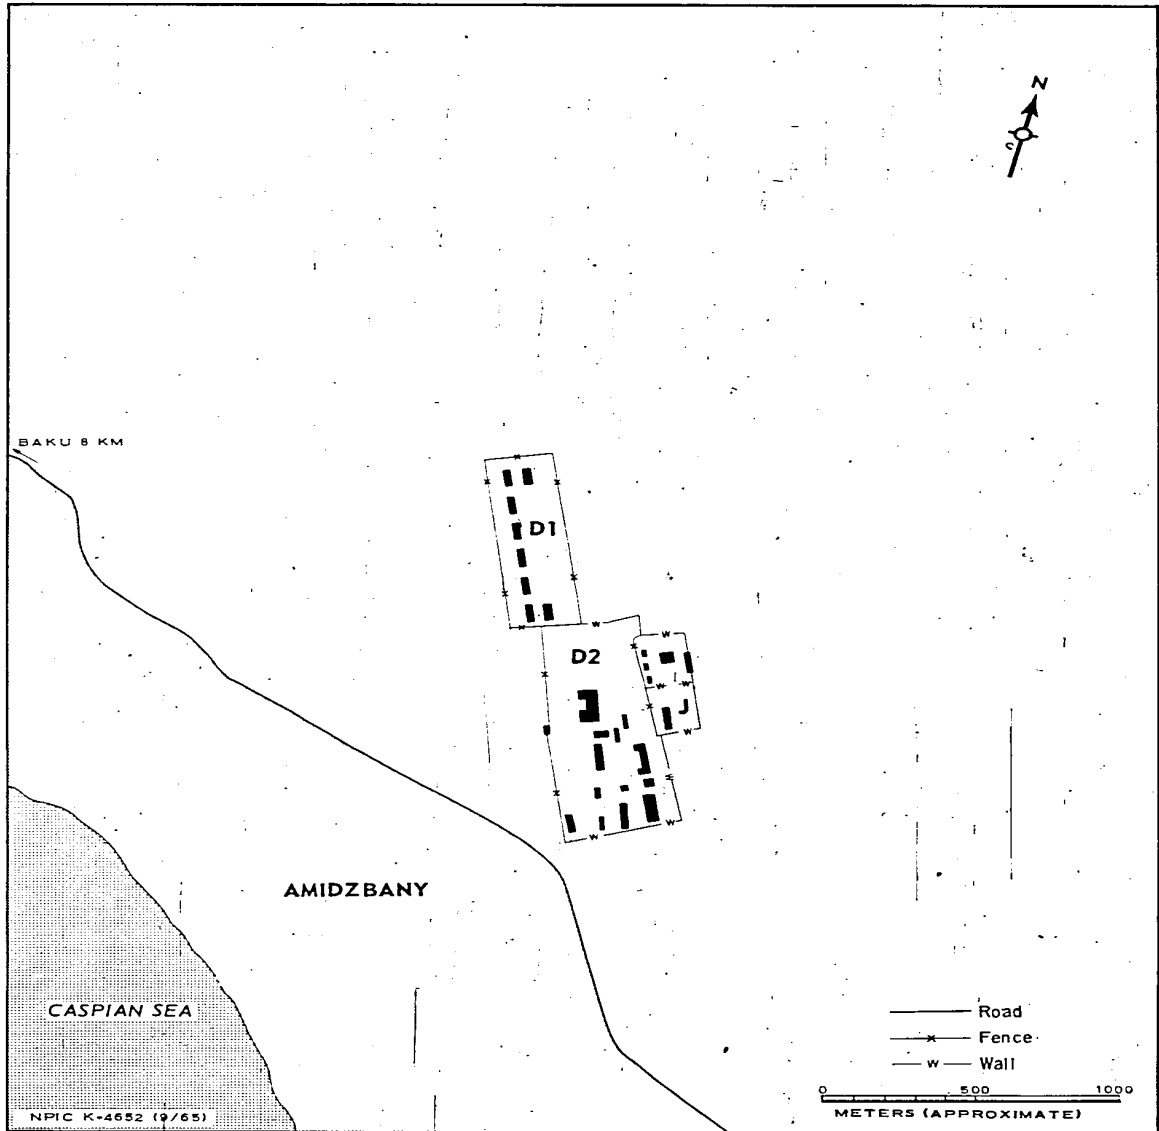 N
BAKU 8 KM
D1
D2
AMIDZBANY
CASPIAN SEA
Road
x Fence
w Wall
0 500 1000
METERS (APPROXIMATE)
NPIC K-4652 (9/65)